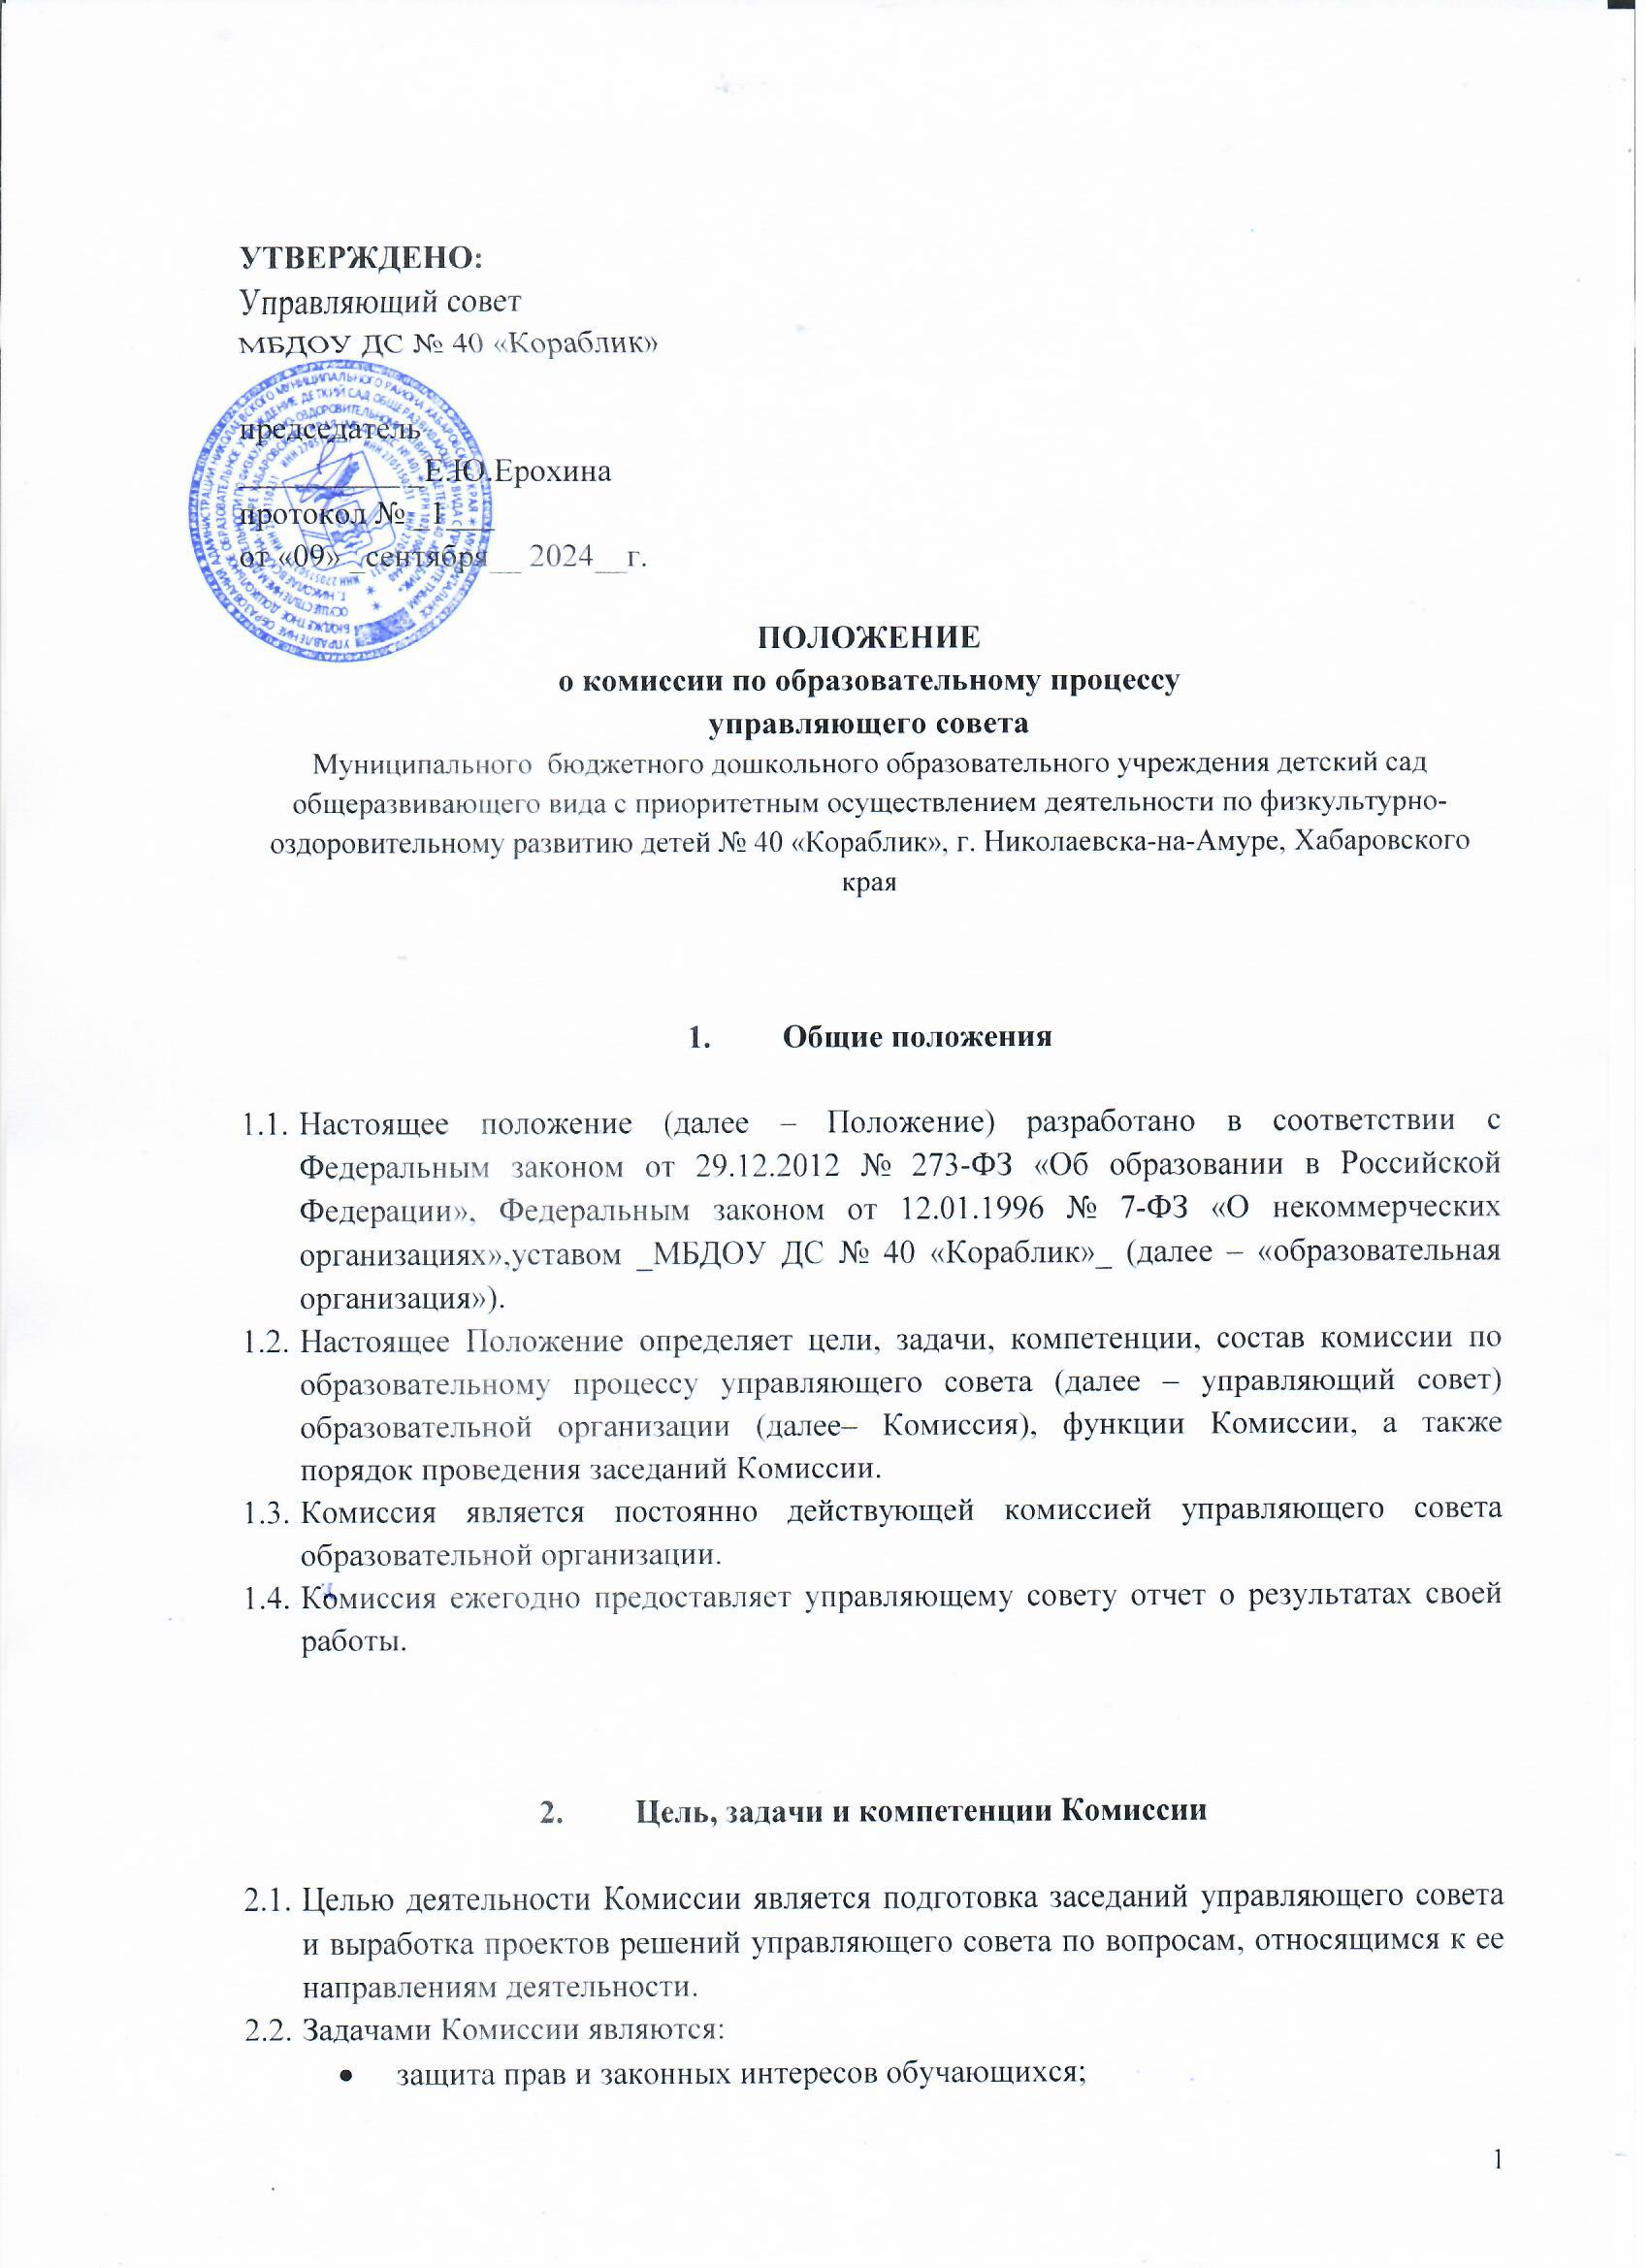 УТВЕРЖДЕНО:
Управляющий совет
МБДОУ ДС № 40 «Кораблик»
председатель
___________ _Е.Ю.Ерохина
протокол №_1___
от «09» _сентября__ 2024__г.
ПОЛОЖЕНИЕ
о комиссии по образовательному процессу
управляющего совета
Муниципального бюджетного дошкольного образовательного учреждения детский сад
общеразвивающего вида с приоритетным осуществлением деятельности по физкультурно-
оздоровительному развитию детей № 40 «Кораблик», г. Николаевска-на-Амуре, Хабаровского
края
1. Общие положения
1.1. Настоящее положение (далее – Положение) разработано в соответствии с
Федеральным законом от 29.12.2012 № 273-ФЗ «Об образовании в Российской
Федерации», Федеральным законом от 12.01.1996 № 7-ФЗ «О некоммерческих
организациях»,уставом _МБДОУ ДС № 40 «Кораблик»_ (далее – «образовательная
организация»).
1.2. Настоящее Положение определяет цели, задачи, компетенции, состав комиссии по
образовательному процессу управляющего совета (далее – управляющий совет)
образовательной организации (далее– Комиссия), функции Комиссии, а также
порядок проведения заседаний Комиссии.
1.3. Комиссия является постоянно действующей комиссией управляющего совета
образовательной организации.
1.4. Комиссия ежегодно предоставляет управляющему совету отчет о результатах своей
работы.
2. Цель, задачи и компетенции Комиссии
2.1. Целью деятельности Комиссии является подготовка заседаний управляющего совета
и выработка проектов решений управляющего совета по вопросам, относящимся к ее
направлениям деятельности.
2.2. Задачами Комиссии являются:
• защита прав и законных интересов обучающихся;
1